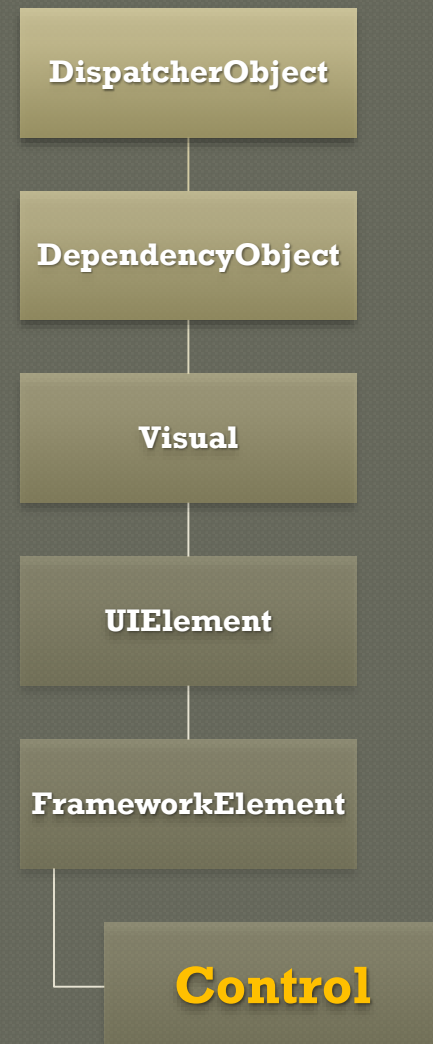 DispatcherObject
DependencyObject
Visual
UIElement
FrameworkElement
Control